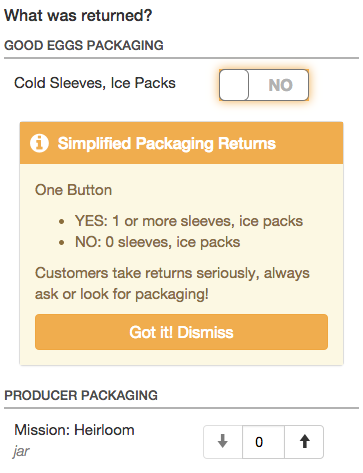 What was returned?
GOOD EGGS PACKAGING
Cold Sleeves, Ice Packs
NO
Simplified Packaging Returns
One Button
• YES: 1 or more sleeves, ice packs
• NO: 0 sleeves, ice packs
Customers take returns seriously, always
ask or look for packaging!
Got it! Dismiss
PRODUCER PACKAGING
Mission: Heirloom
jar
0